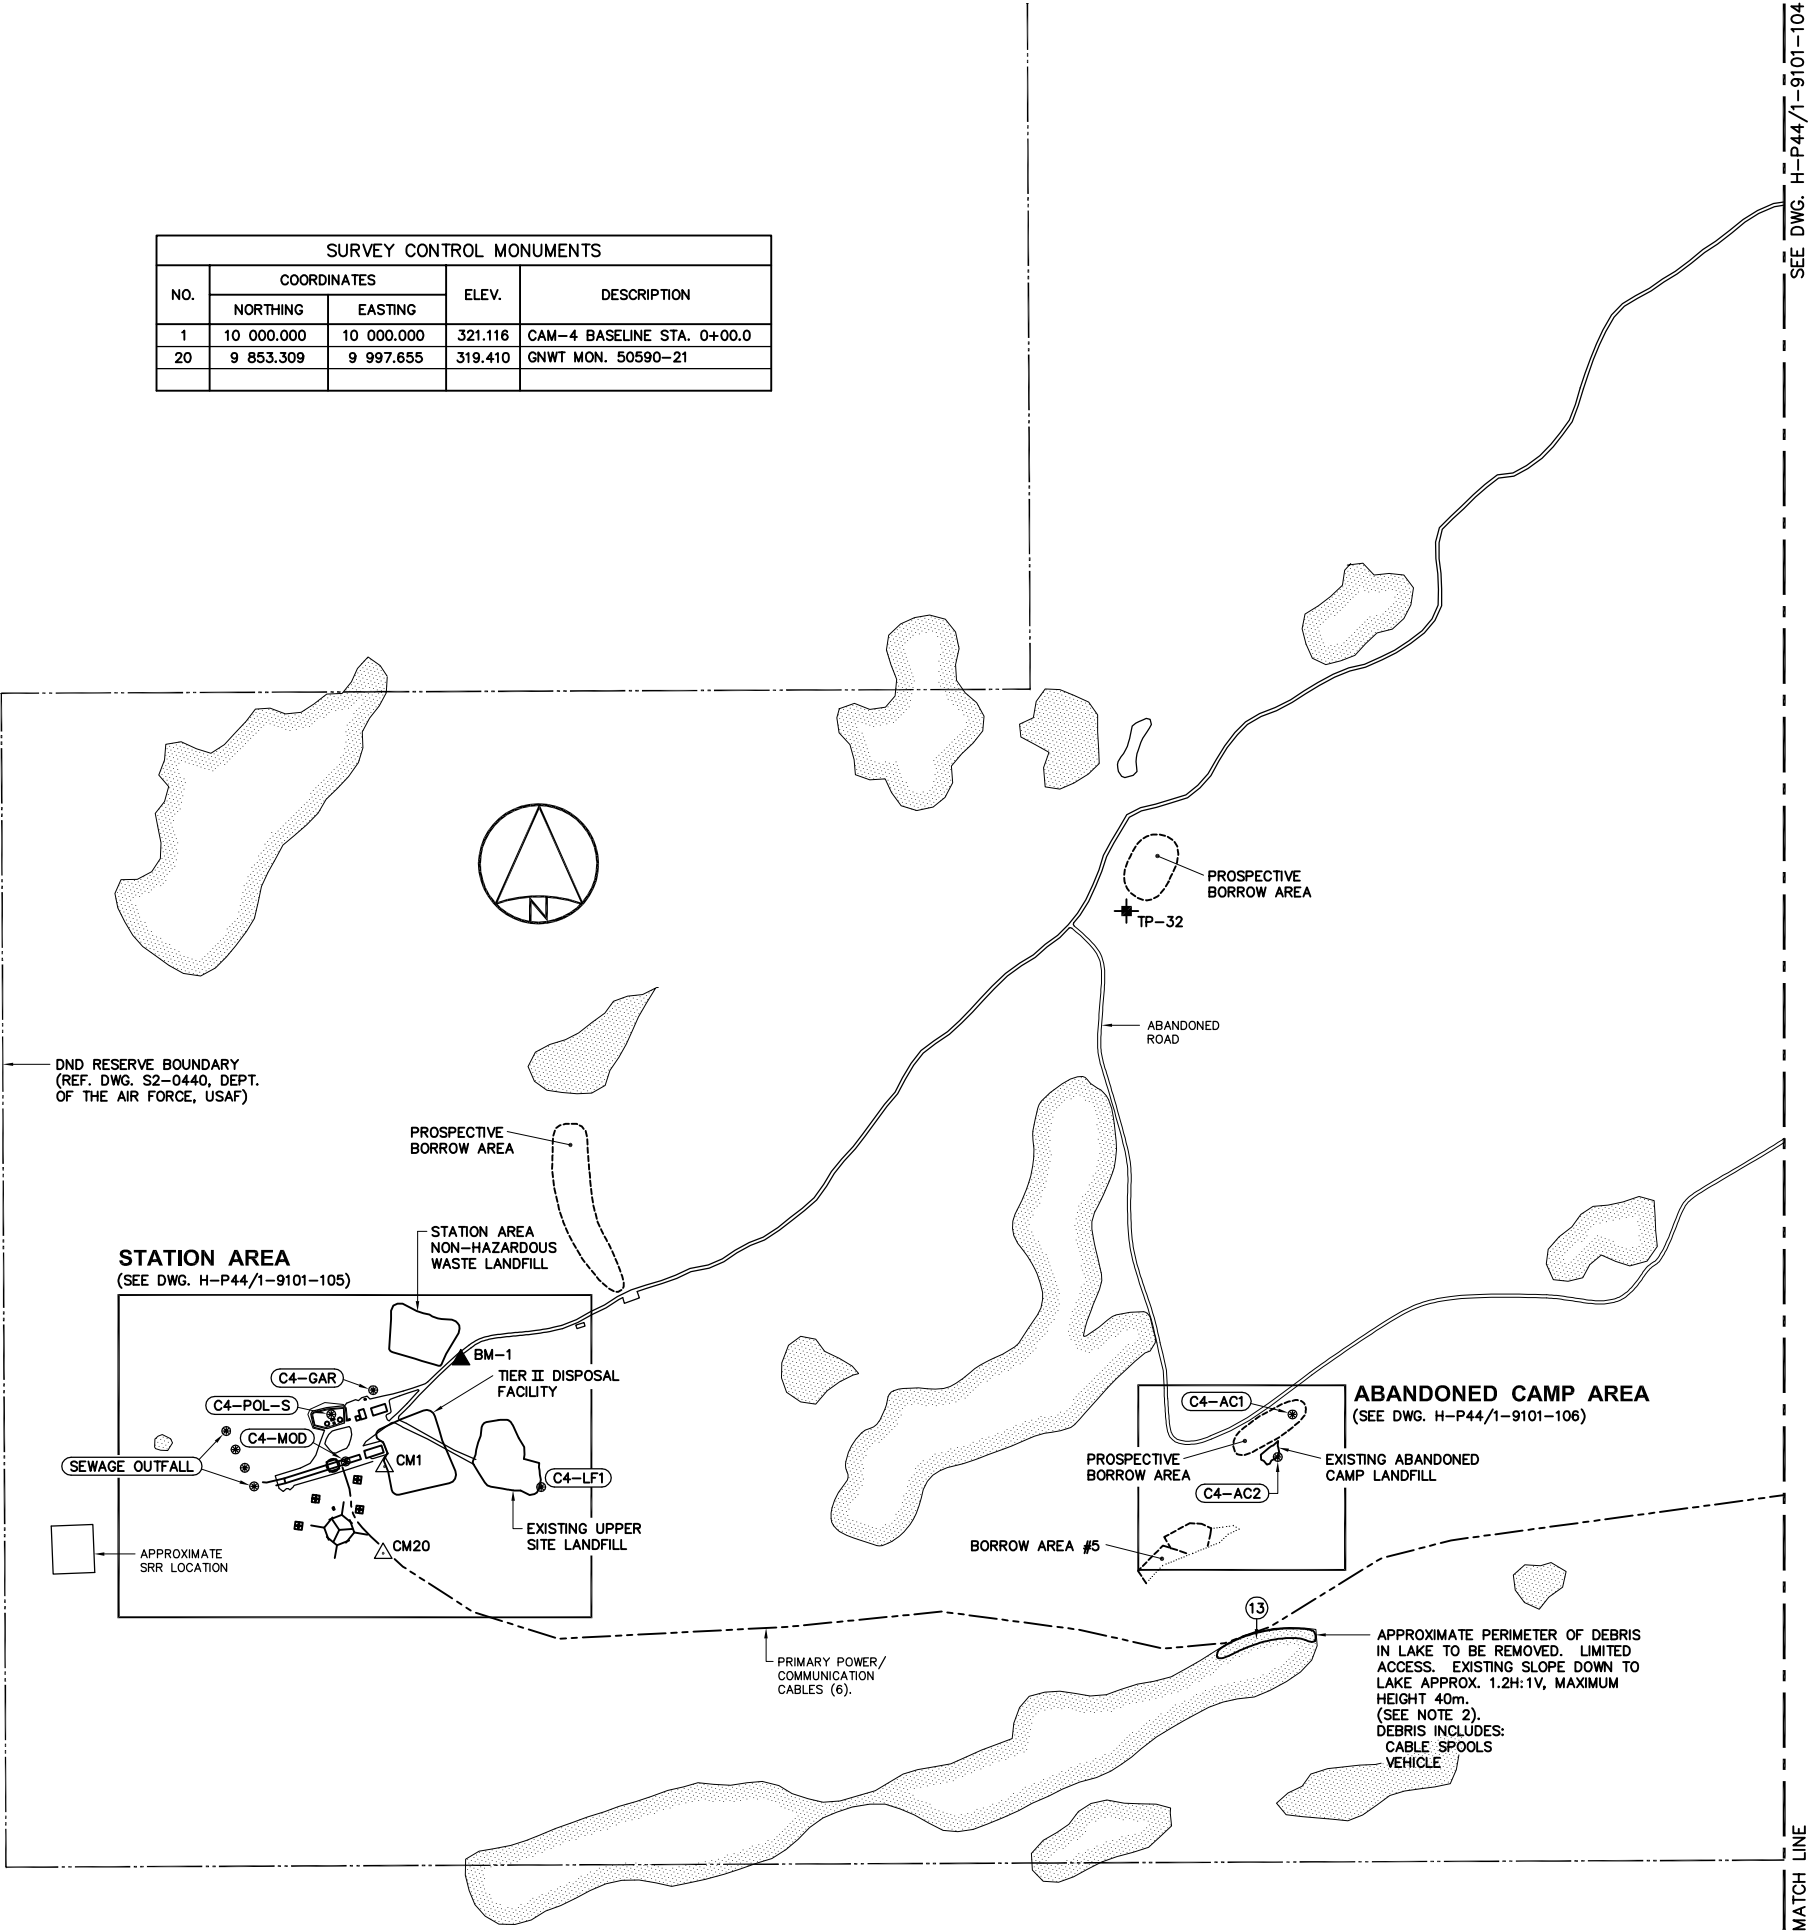 SEE DWG. H-P44/1-9101-104
SURVEY CONTROL MONUMENTS
NO.
COORDINATES
ELEV.
DESCRIPTION
NORTHING
EASTING
1
10 000.000
10 000.000
321.116
CAM-4 BASELINE STA. 0+00.0
20
9 853.309
9 997.655
319.410
GNWT MON. 50590-21
N
PROSPECTIVE
BORROW AREA
TP-32
ABANDONED
ROAD
DND RESERVE BOUNDARY
(REF. DWG. S2-0440, DEPT.
OF THE AIR FORCE, USAF)
PROSPECTIVE
BORROW AREA
STATION AREA
NON-HAZARDOUS
WASTE LANDFILL
STATION AREA
(SEE DWG. H-P44/1-9101-105)
BM-1
C4-GAR
TIER II DISPOSAL
FACILITY
C4-POL-S
C4-MOD
SEWAGE OUTFALL
CM1
C4-LF1
EXISTING UPPER
SITE LANDFILL
CM20
APPROXIMATE
SRR LOCATION
ABANDONED CAMP AREA
(SEE DWG. H-P44/1-9101-106)
C4-AC1
PROSPECTIVE
BORROW AREA
EXISTING ABANDONED
CAMP LANDFILL
C4-AC2
BORROW AREA #5
13
PRIMARY POWER/
COMMUNICATION
CABLES (6).
APPROXIMATE PERIMETER OF DEBRIS
IN LAKE TO BE REMOVED. LIMITED
ACCESS. EXISTING SLOPE DOWN TO
LAKE APPROX. 1.2H:1V, MAXIMUM
HEIGHT 40m.
(SEE NOTE 2).
DEBRIS INCLUDES:
CABLE SPOOLS
VEHICLE
MATCH LINE